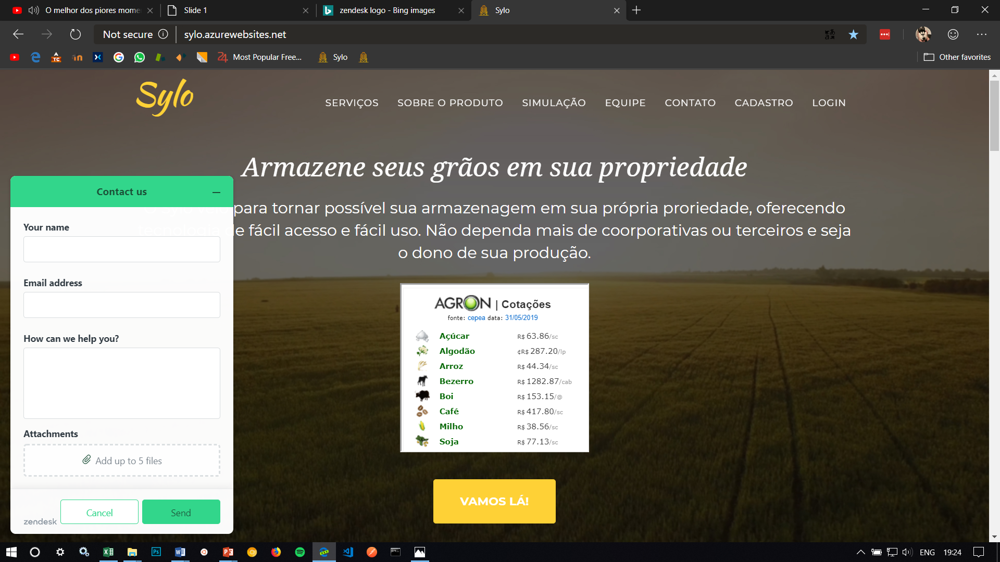 O melhor dos piores mome
Slide 1
zendesk logo - Bing images
Sylo
Not secure
sylo.azurewebsites.net
Most Popular Free...
Sylo
Other favorites
Sylo
SERVIÇOS
SOBRE O PRODUTO
SIMULAÇÃO
EQUIPE
CONTATO
CADASTRO
LOGIN
Armazene seus grãos em sua propriedade
para tornar possível sua armazenagem em sua própria proriedade, oferecendo
tecnologia de fácil acesso e fácil uso. Não dependa mais de coorporativas ou terceiros e seja
o dono de sua produção.
AGRON | Cotações
fonte: cepea data: 31/05/2019
Açúcar R$ 63.86/sc
Algodão ¢R$ 287.20/lp
Arroz R$ 44.34/sc
Bezerro R$ 1282.87/cab
Boi R$ 153.15/@
Café R$ 417.80/sc
Milho R$ 38.56/sc
Soja R$ 77.13/sc
VAMOS LÁ!
Contact us
Your name
Email address
How can we help you?
Attachments
Add up to 5 files
zendesk
Cancel
Send
ENG
19:24